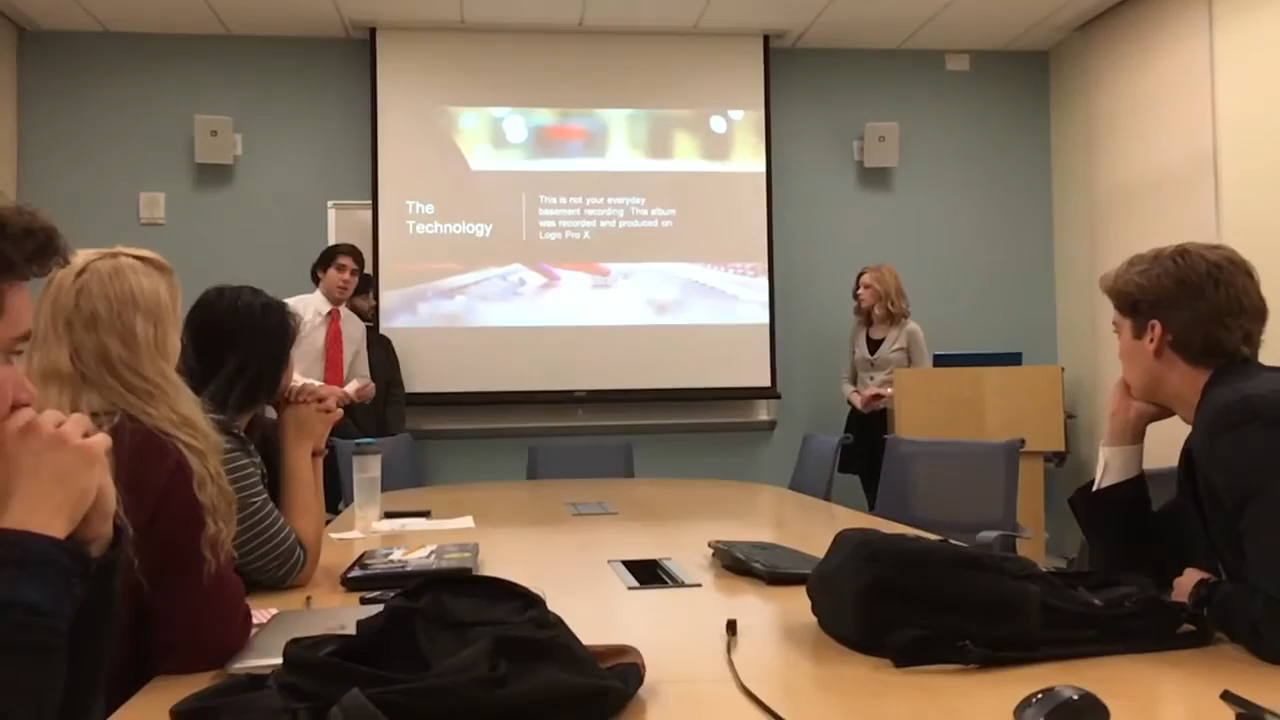 The
Technology
This is not your everyday
basement recording. This album
was recorded and produced on
Logic Pro X